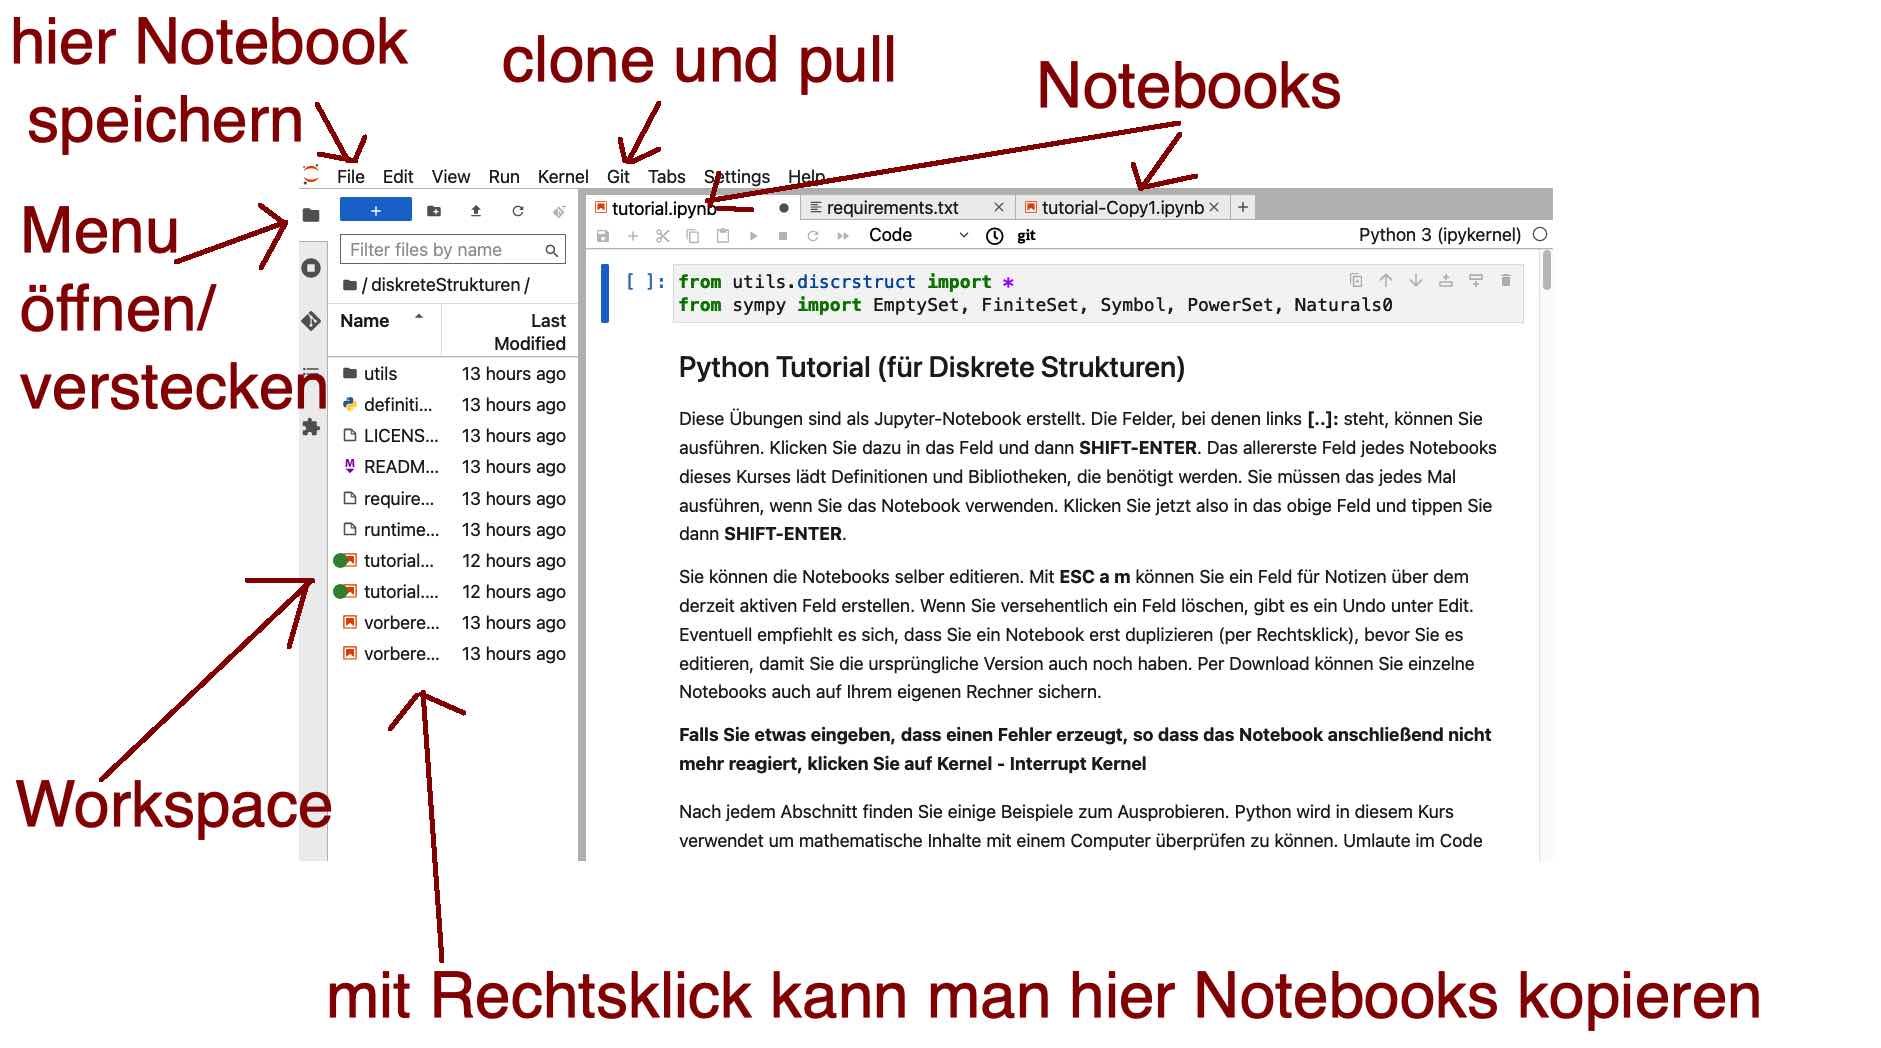 hier Notebook
speichern
clone und pull
Notebooks
File Edit View Run Kernel Git Tabs Settings Help
Menu
öffnen/
verstecken
+
tutorial.ipynb
requirements.txt
tutorial-Copy1.ipynb
Code
git
Python 3 (ipykernel)
Filter files by name
/ diskreteStrukturen /
Name
Last
Modified
utils 13 hours ago
definiti... 13 hours ago
LICENS... 13 hours ago
READM... 13 hours ago
require... 13 hours ago
runtime... 13 hours ago
tutorial... 12 hours ago
tutorial.... 12 hours ago
vorbere... 13 hours ago
vorbere... 13 hours ago
[ ]: from utils.discrstruct import *
from sympy import EmptySet, FiniteSet, Symbol, PowerSet, Naturals0
Python Tutorial (für Diskrete Strukturen)
Diese Übungen sind als Jupyter-Notebook erstellt. Die Felder, bei denen links [..]: steht, können Sie
ausführen. Klicken Sie dazu in das Feld und dann SHIFT-ENTER. Das allererste Feld jedes Notebooks
dieses Kurses lädt Definitionen und Bibliotheken, die benötigt werden. Sie müssen das jedes Mal
ausführen, wenn Sie das Notebook verwenden. Klicken Sie jetzt also in das obige Feld und tippen Sie
dann SHIFT-ENTER.
Sie können die Notebooks selber editieren. Mit ESC a m können Sie ein Feld für Notizen über dem
derzeit aktiven Feld erstellen. Wenn Sie versehentlich ein Feld löschen, gibt es ein Undo unter Edit.
Eventuell empfiehlt es sich, dass Sie ein Notebook erst duplizieren (per Rechtsklick), bevor Sie es
editieren, damit Sie die ursprüngliche Version auch noch haben. Per Download können Sie einzelne
Notebooks auch auf Ihrem eigenen Rechner sichern.
Falls Sie etwas eingeben, dass einen Fehler erzeugt, so dass das Notebook anschließend nicht
mehr reagiert, klicken Sie auf Kernel - Interrupt Kernel
Nach jedem Abschnitt finden Sie einige Beispiele zum Ausprobieren. Python wird in diesem Kurs
verwendet um mathematische Inhalte mit einem Computer überprüfen zu können. Umlaute im Code
Workspace
mit Rechtsklick kann man hier Notebooks kopieren